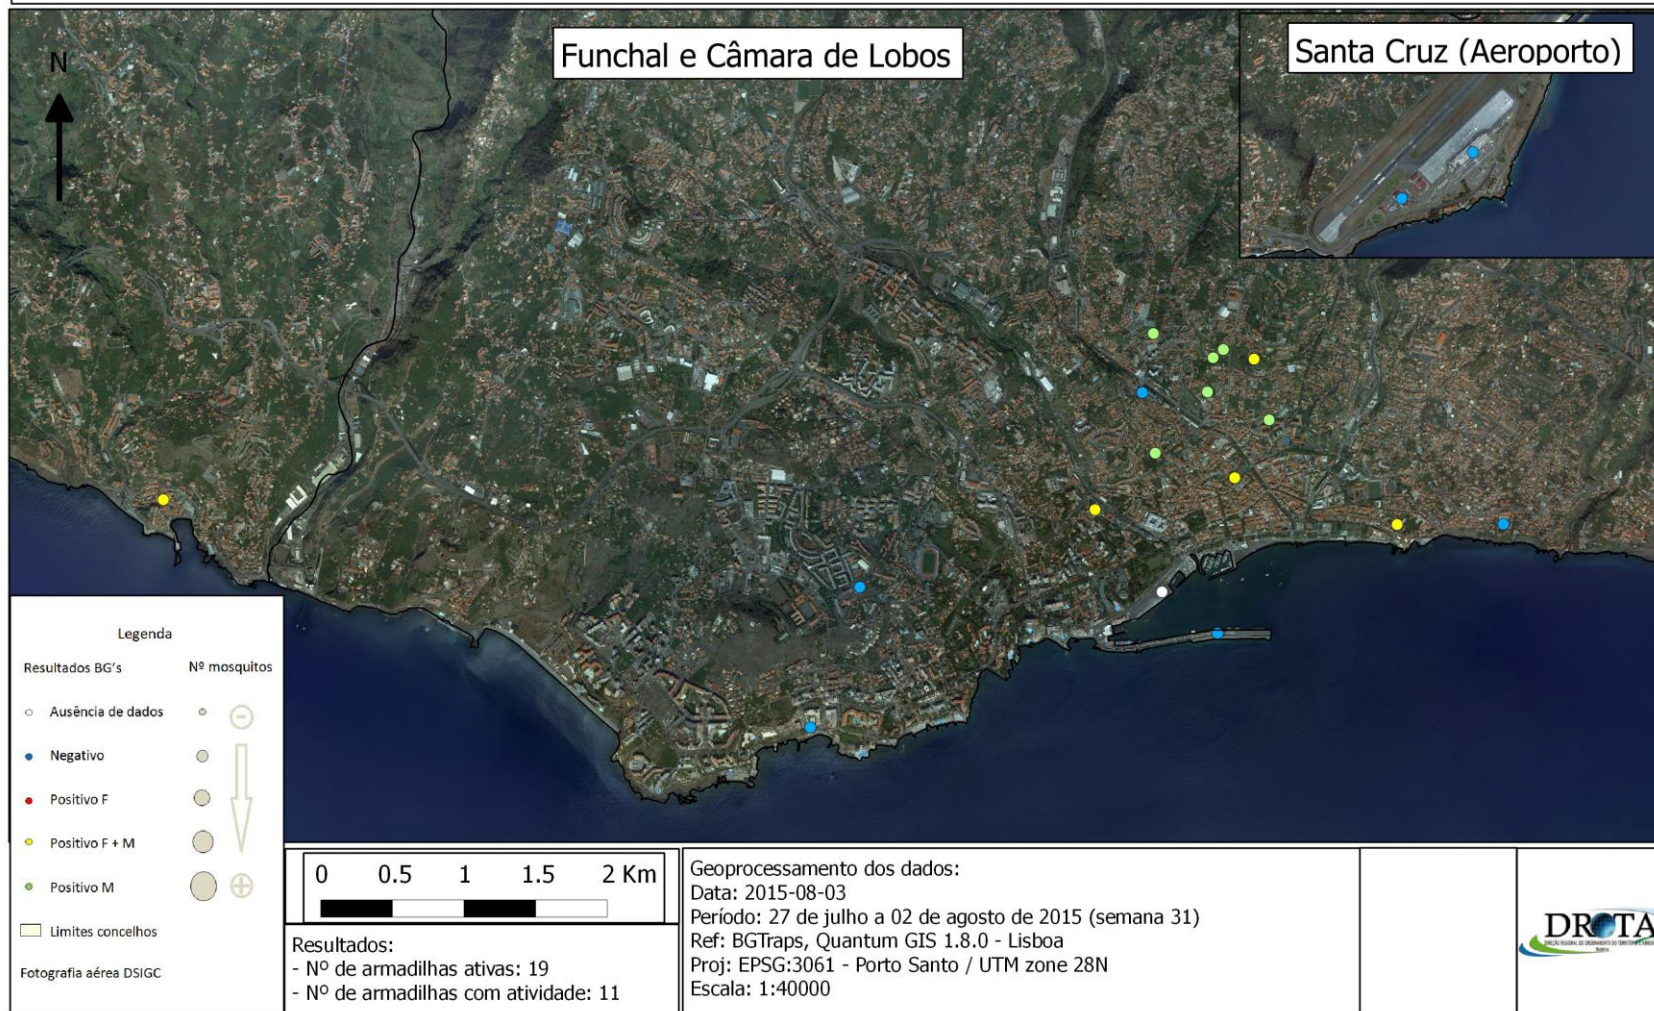 Funchal e Câmara de Lobos
Santa Cruz (Aeroporto)
N
Legenda
Resultados BG's
Nº mosquitos
Ausência de dados
Negativo
Positivo F
Positivo F + M
Positivo M
Limites concelhos
Fotografia aérea DSIGC
0 0.5 1 1.5 2 Km
Resultados:
- Nº de armadilhas ativas: 19
- Nº de armadilhas com atividade: 11
Geoprocessamento dos dados:
Data: 2015-08-03
Período: 27 de julho a 02 de agosto de 2015 (semana 31)
Ref: BGTraps, Quantum GIS 1.8.0 - Lisboa
Proj: EPSG:3061 - Porto Santo / UTM zone 28N
Escala: 1:40000
DROTA